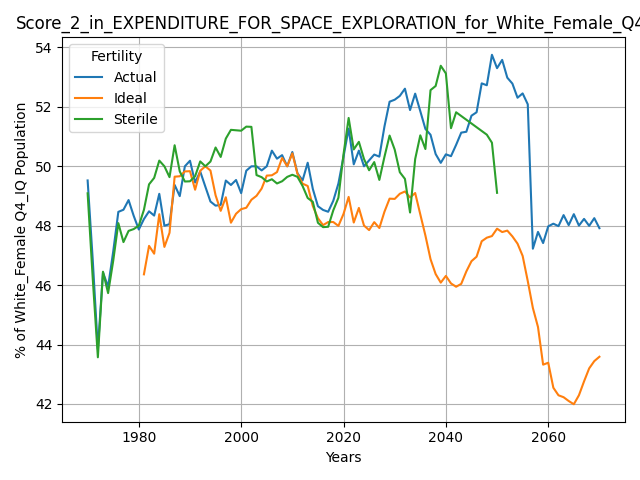 Score_2_in_EXPENDITURE_FOR_SPACE_EXPLORATION_for_White_Female_Q4
Fertility
Actual
Ideal
Sterile
% of White_Female Q4_IQ Population
54
52
50
48
46
44
42
1980 2000 2020 2040 2060
Years